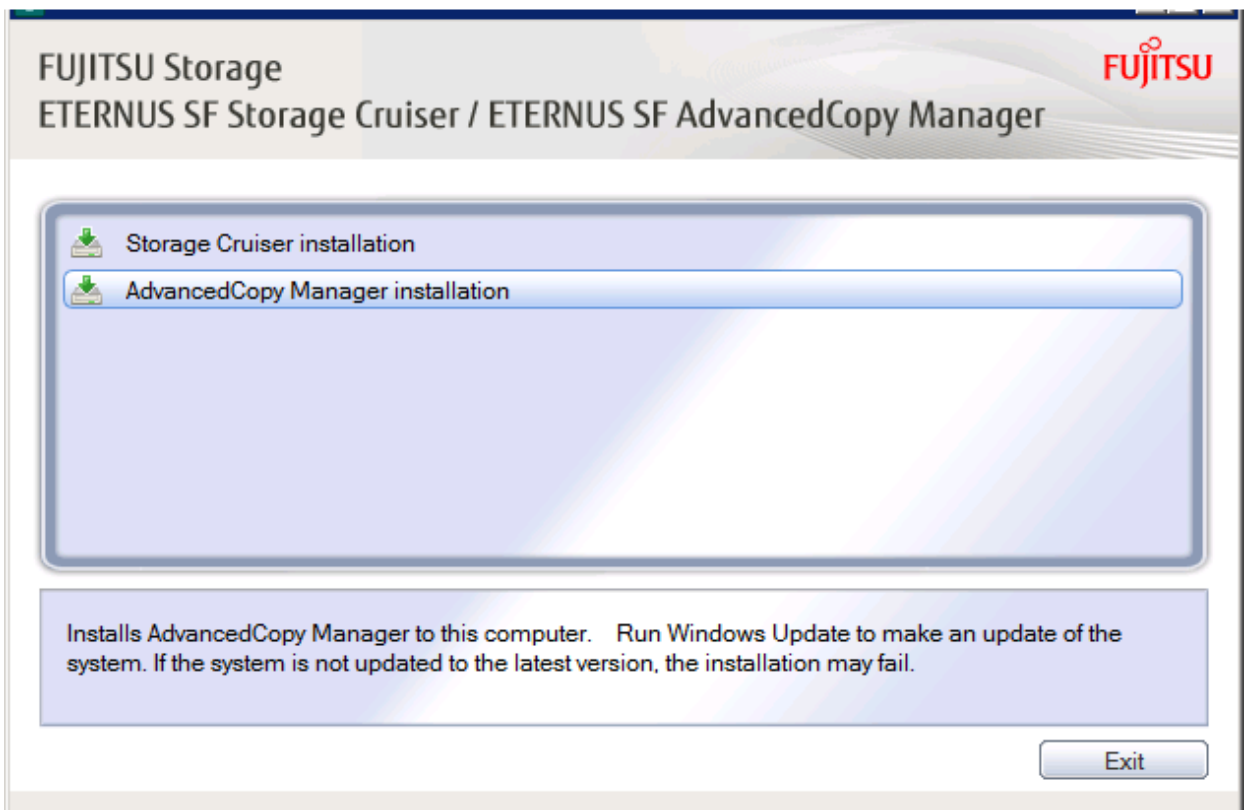 FUJITSU Storage
FUJITSU
ETERNUS SF Storage Cruiser / ETERNUS SF AdvancedCopy Manager
Storage Cruiser installation
AdvancedCopy Manager installation
Installs AdvancedCopy Manager to this computer. Run Windows Update to make an update of the
system. If the system is not updated to the latest version, the installation may fail.
Exit